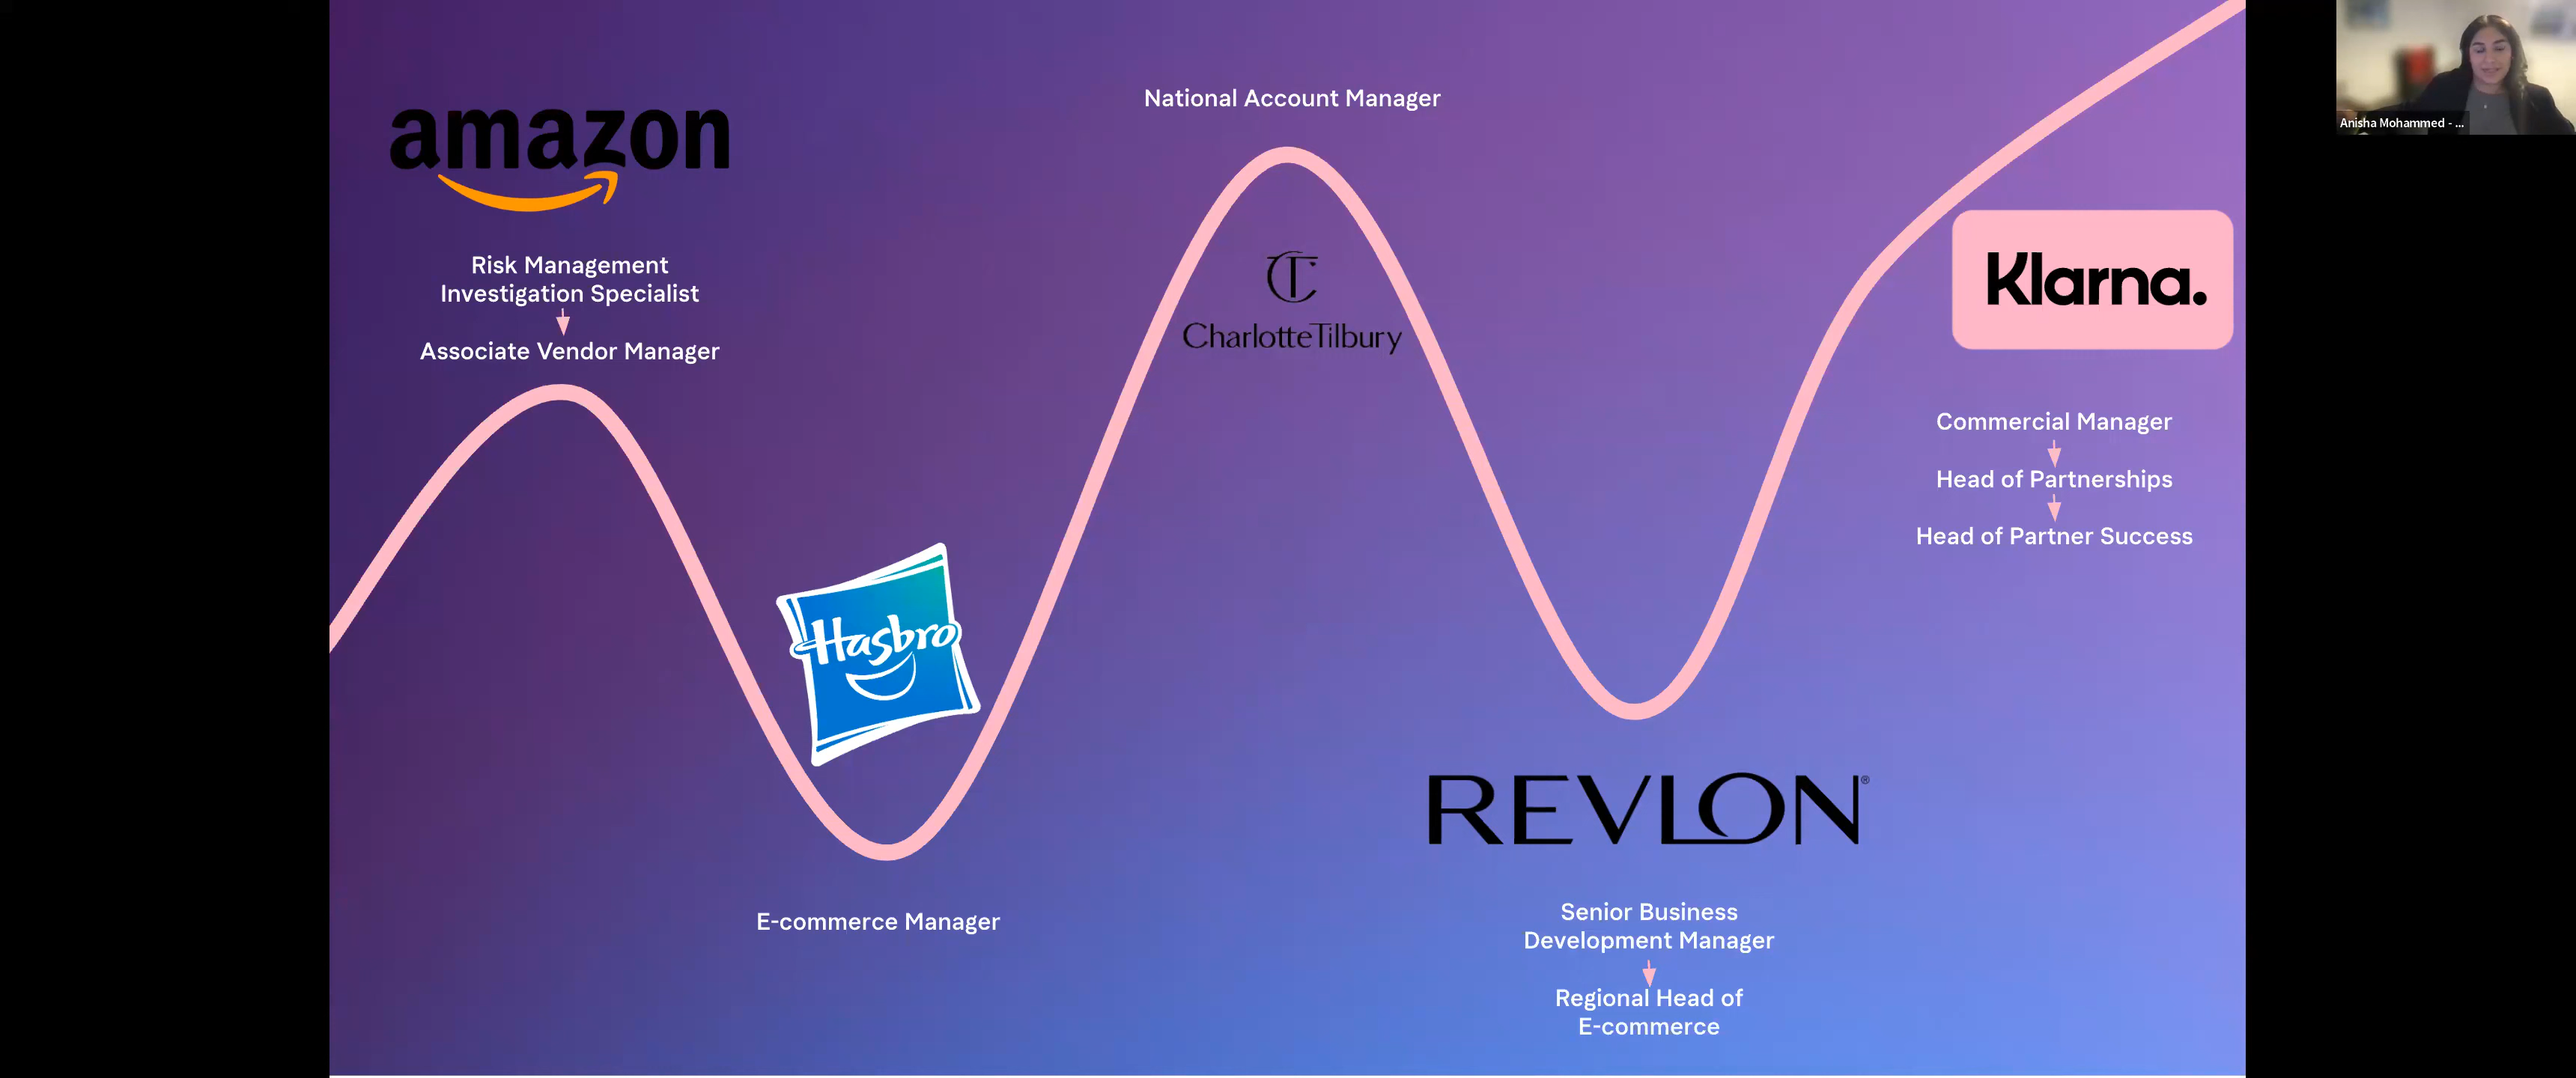 amazon
Risk Management
Investigation Specialist
Associate Vendor Manager
Hasbro
E-commerce Manager
National Account Manager
CT
CharlotteTilbury
REVLON®
Senior Business
Development Manager
Regional Head of
E-commerce
Klarna.
Commercial Manager
Head of Partnerships
Head of Partner Success
Anisha Mohammed - ...